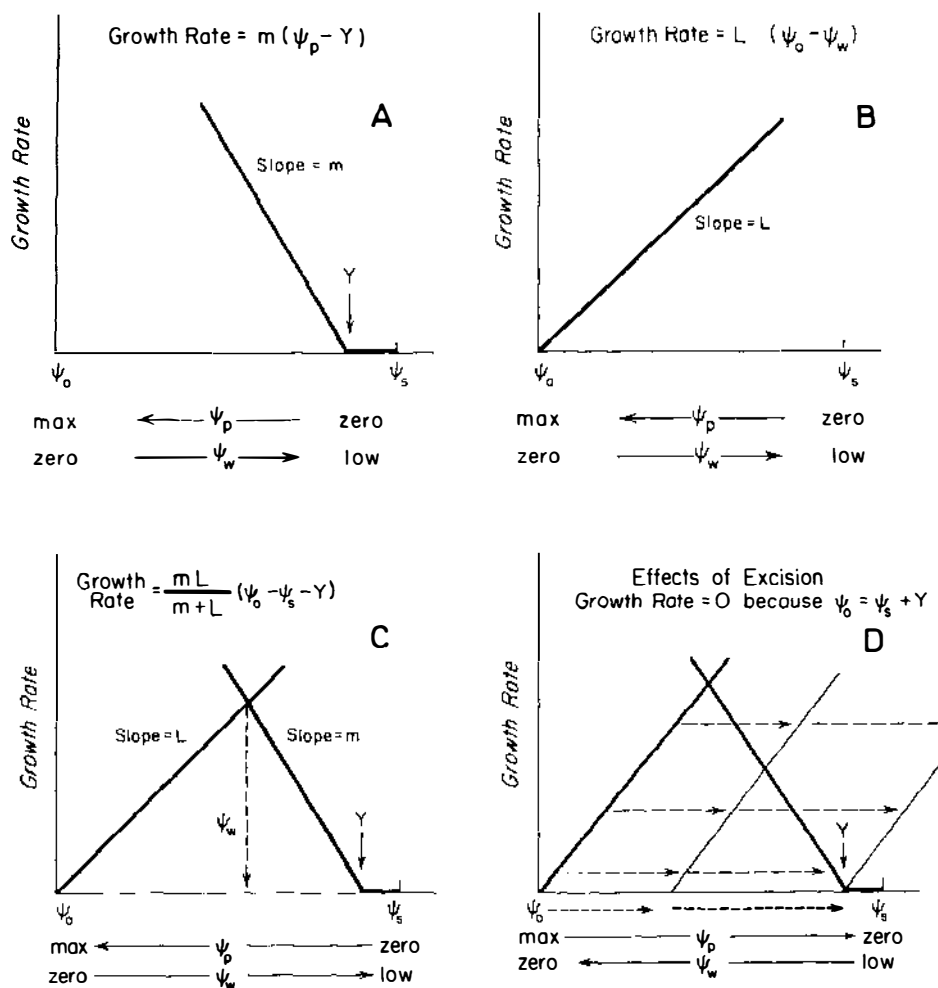 Growth Rate = m (ψp – Y)
A
Growth Rate
Slope = m
Y
ψo
ψs
max ψp zero
zero ψw low
Growth Rate = L (ψo – ψw)
B
Growth Rate
Slope = L
ψo
ψs
max ψp zero
zero ψw low
Growth Rate = mL / m + L (ψo – ψs – Y)
C
Growth Rate
Slope = L
Slope = m
ψw
Y
ψo
ψs
max ψp zero
zero ψw low
Effects of Excision
Growth Rate = O because ψo = ψs + Y
D
Growth Rate
Y
ψo
ψs
max ψp zero
zero ψw low